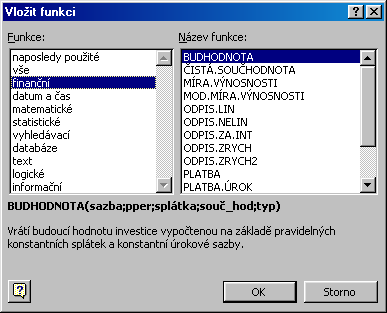 Vložit funkci
Funkce:
naposledy použité
vše
finanční
datum a čas
matematické
statistické
vyhledávací
databáze
text
logické
informační
Název funkce:
BUDHODNOTA
ČISTÁ.SOUČHODNOTA
MÍRA.VÝNOSNOSTI
MOD.MÍRA.VÝNOSNOSTI
ODPIS.LIN
ODPIS.NELIN
ODPIS.ZA.INT
ODPIS.ZRYCH
ODPIS.ZRYCH2
PLATBA
PLATBA.ÚROK
BUDHODNOTA(sazba;pper;splátka;souč_hod;typ)
Vrátí budoucí hodnotu investice vypočtenou na základě pravidelných
konstantních splátek a konstantní úrokové sazby.
OK
Storno